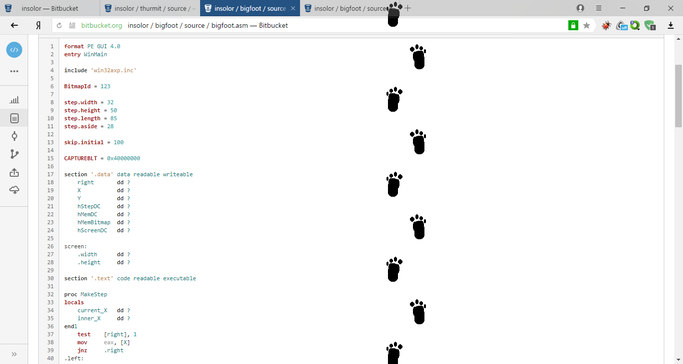 insolor — Bitbucket
insolor / thumit / source /
insolor / bigfoot / source
insolor / bigfoot / source
bitbucket.org insolor / bigfoot / source / bigfoot.asm — Bitbucket
1 format PE GUI 4.0
2 entry WinMain
3
4 include 'win32axp.inc'
5
6 BitmapId = 123
7
8 step.width = 32
9 step.height = 50
10 step.length = 85
11 step.aside = 28
12
13 skip.initial = 100
14
15 CAPTUREBLT = 0x40000000
16
17 section '.data' data readable writeable
18 right dd ?
19 X dd ?
20 Y dd ?
21 hStepDC dd ?
22 hMemDC dd ?
23 hMemBitmap dd ?
24 hScreenDC dd ?
25
26 screen:
27 .width dd ?
28 .height dd ?
29
30 section '.text' code readable executable
31
32 proc MakeStep
33 locals
34 current_X dd ?
35 inner_X dd ?
36 endl
37 test [right], 1
38 mov eax, [X]
39 jnz .right
40 .left: